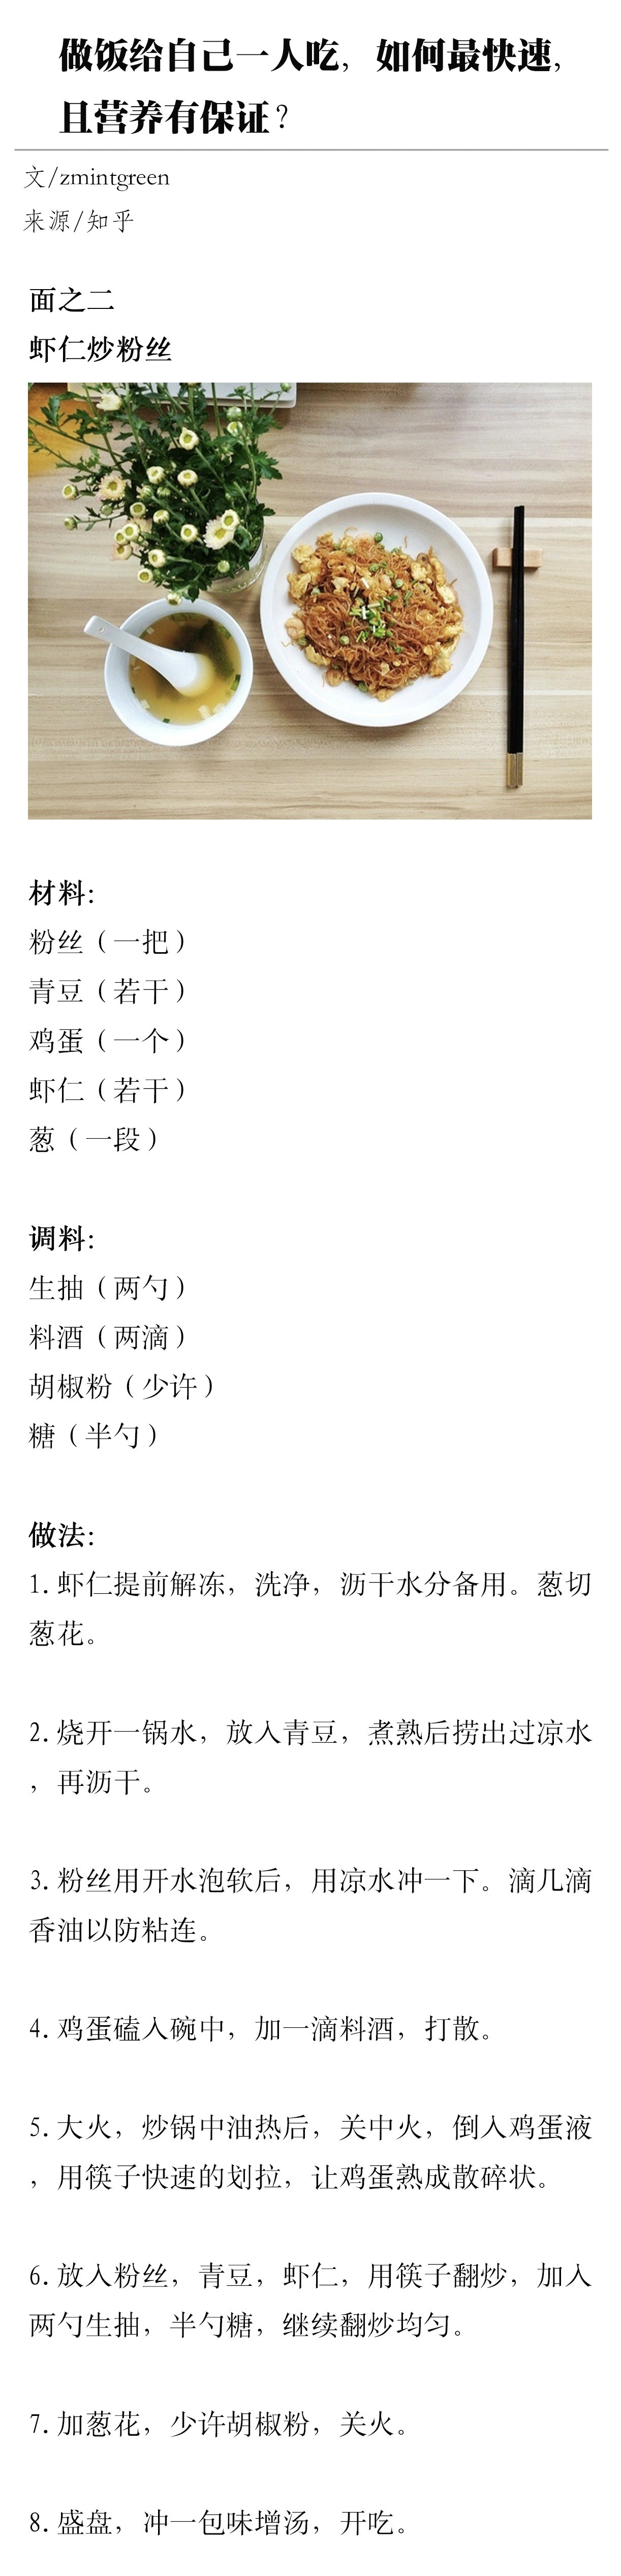 做饭给自己一人吃，如何最快速，
且营养有保证？
文/zmintgreen
来源/知乎
面之二
虾仁炒粉丝
材料：
粉丝（一把）
青豆（若干）
鸡蛋（一个）
虾仁（若干）
葱（一段）
调料：
生抽（两勺）
料酒（两滴）
胡椒粉（少许）
糖（半勺）
做法：
1. 虾仁提前解冻，洗净，沥干水分备用。葱切
葱花。
2. 烧开一锅水，放入青豆，煮熟后捞出过凉水
，再沥干。
3. 粉丝用开水泡软后，用凉水冲一下。滴几滴
香油以防粘连。
4. 鸡蛋磕入碗中，加一滴料酒，打散。
5. 大火，炒锅中油热后，关中火，倒入鸡蛋液
，用筷子快速的划拉，让鸡蛋熟成散碎状。
6. 放入粉丝，青豆，虾仁，用筷子翻炒，加入
两勺生抽，半勺糖，继续翻炒均匀。
7. 加葱花，少许胡椒粉，关火。
8. 盛盘，冲一包味增汤，开吃。